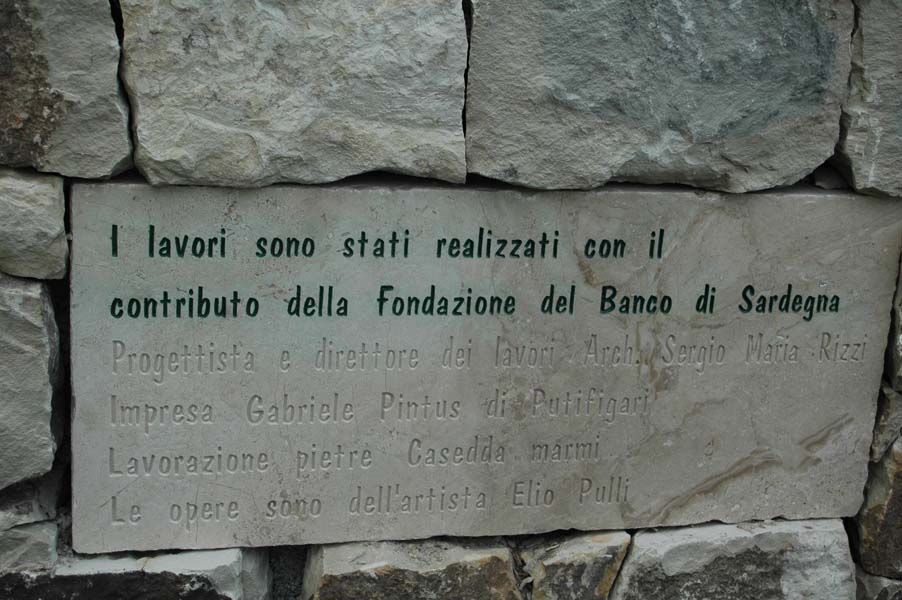 I lavori sono stati realizzati con il
contributo della Fondazione del Banco di Sardegna
Progettista e direttore dei lavori Arch. Sergio Maria Rizzi
Impresa Gabriele Pintus di Putifigari
Lavorazione pietre Casedda marmi
Le opere sono dell'artista Elio Pulli